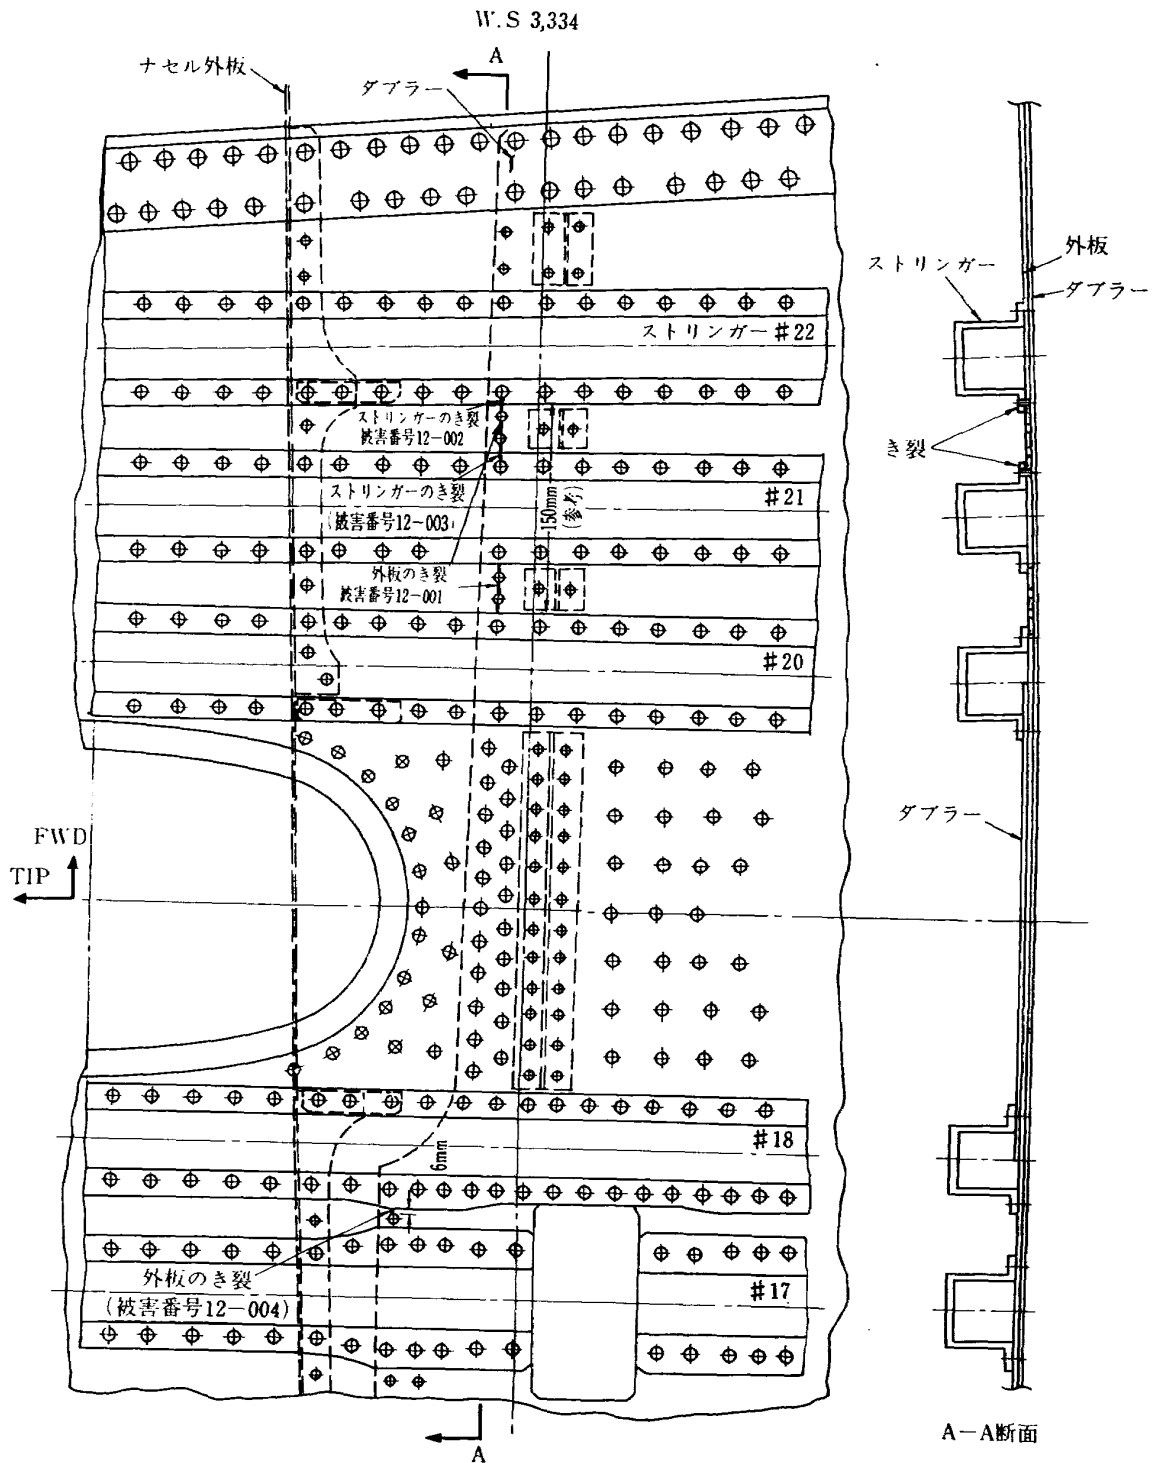 W.S 3,334
A
ナセル外板
ダブラー
ストリンガー
外板
ダブラー
ストリンガー #22
ストリンガーのき裂
被害番号12-002
き裂
ストリンガーのき裂
(被害番号12-003)
#21
150mm
(参考)
外板のき裂
被害番号12-001
#20
ダブラー
FWD
TIP
#18
6mm
外板のき裂
(被害番号12-004)
#17
A
A-A断面